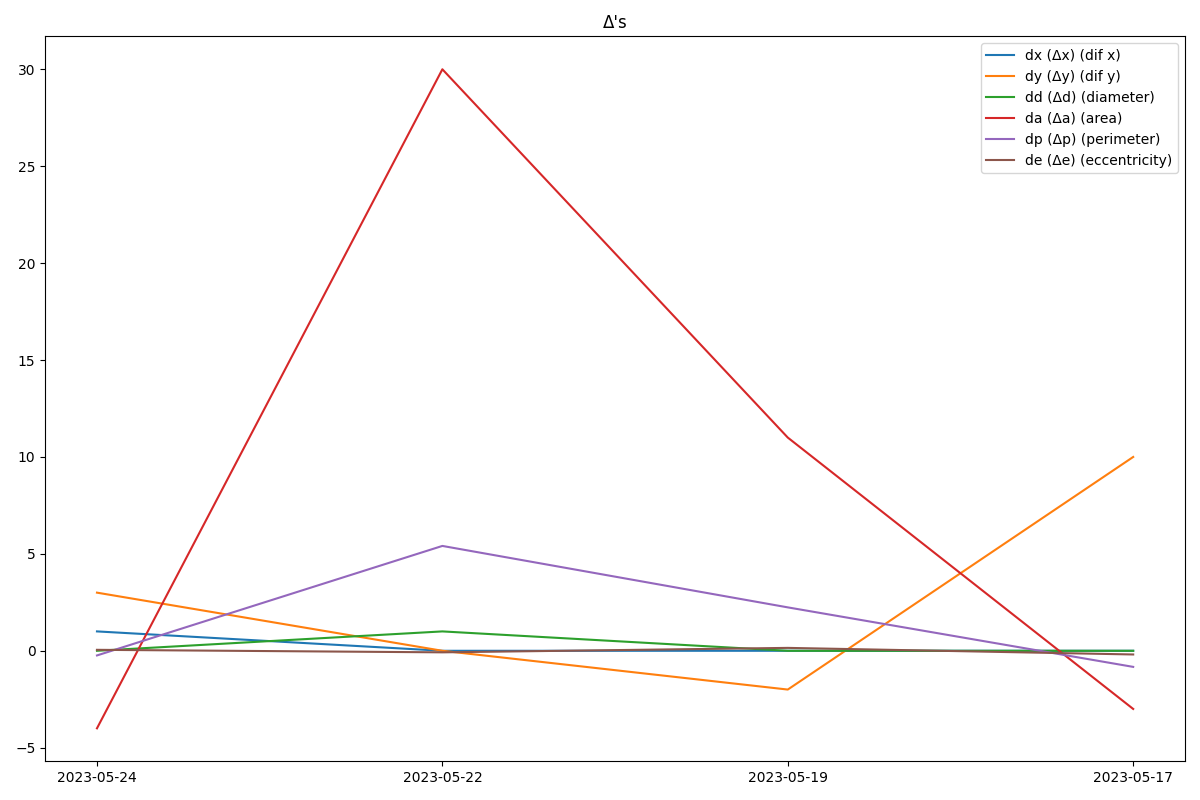 Δ's
dx (Δx) (dif x)
dy (Δy) (dif y)
dd (Δd) (diameter)
da (Δa) (area)
dp (Δp) (perimeter)
de (Δe) (eccentricity)
30
25
20
15
10
5
0
−5
2023-05-24 2023-05-22 2023-05-19 2023-05-17